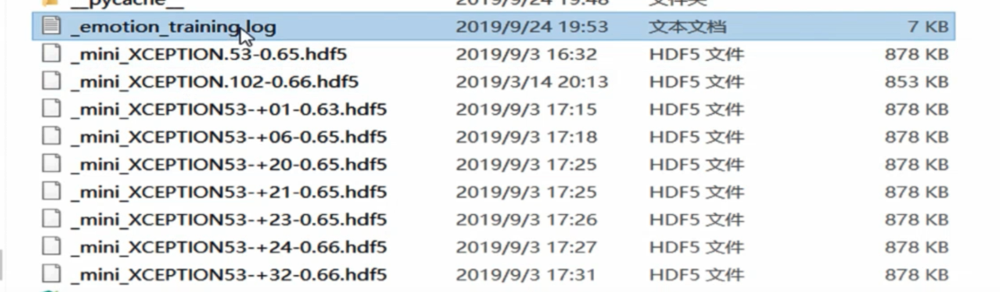 __pycache__ 2019/9/24 19:48 文件夹
_emotion_training.log 2019/9/24 19:53 文本文档 7 KB
_mini_XCEPTION.53-0.65.hdf5 2019/9/3 16:32 HDF5 文件 878 KB
_mini_XCEPTION.102-0.66.hdf5 2019/3/14 20:13 HDF5 文件 853 KB
_mini_XCEPTION53-+01-0.63.hdf5 2019/9/3 17:15 HDF5 文件 878 KB
_mini_XCEPTION53-+06-0.65.hdf5 2019/9/3 17:18 HDF5 文件 878 KB
_mini_XCEPTION53-+20-0.65.hdf5 2019/9/3 17:25 HDF5 文件 878 KB
_mini_XCEPTION53-+21-0.65.hdf5 2019/9/3 17:25 HDF5 文件 878 KB
_mini_XCEPTION53-+23-0.65.hdf5 2019/9/3 17:26 HDF5 文件 878 KB
_mini_XCEPTION53-+24-0.66.hdf5 2019/9/3 17:27 HDF5 文件 878 KB
_mini_XCEPTION53-+32-0.66.hdf5 2019/9/3 17:31 HDF5 文件 878 KB